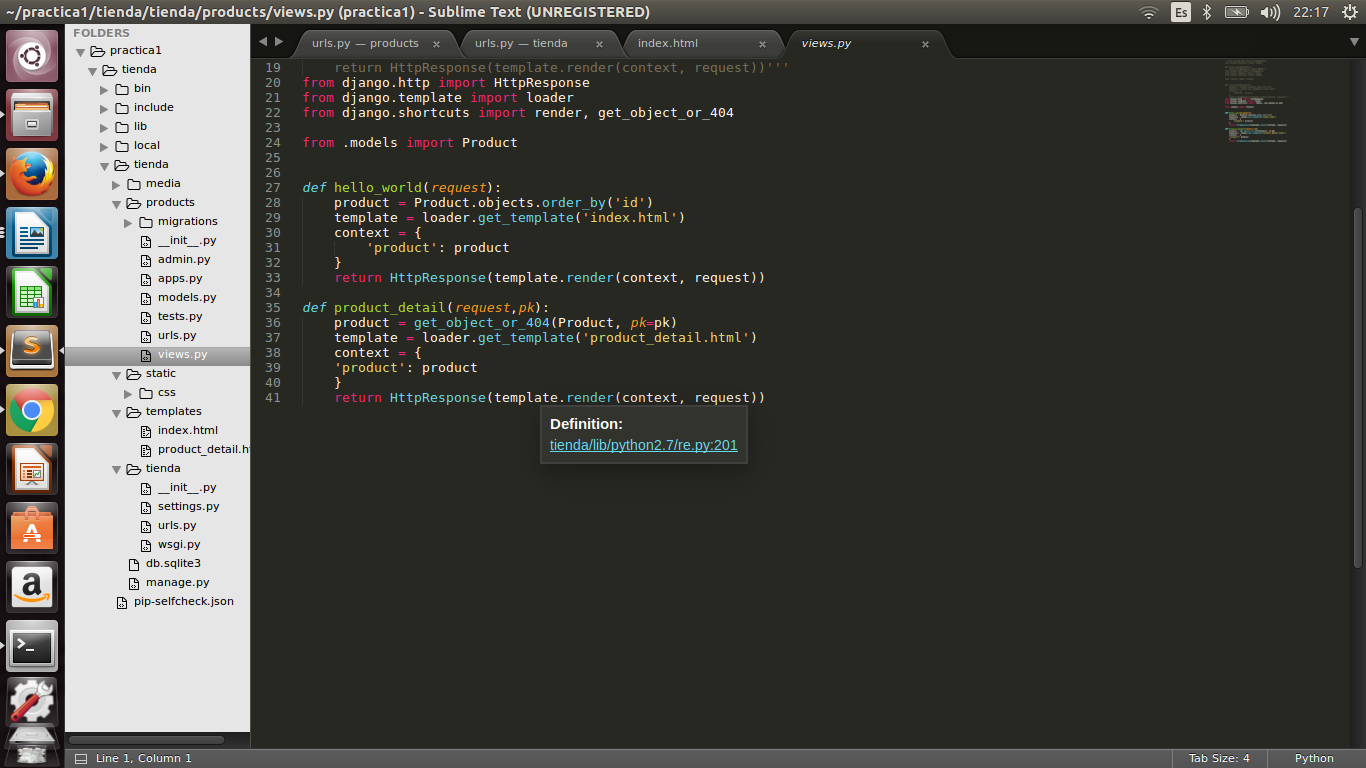 ~/practica1/tienda/tienda/products/views.py (practica1) - Sublime Text (UNREGISTERED)
Es
22:17
FOLDERS
practica1
tienda
bin
include
lib
local
tienda
media
products
migrations
__init__.py
admin.py
apps.py
models.py
tests.py
urls.py
views.py
static
css
templates
index.html
product_detail.ht
tienda
__init__.py
settings.py
urls.py
wsgi.py
db.sqlite3
manage.py
pip-selfcheck.json
urls.py — products ×
urls.py — tienda ×
index.html ×
views.py ×
19     return HttpResponse(template.render(context, request))'''
20 from django.http import HttpResponse
21 from django.template import loader
22 from django.shortcuts import render, get_object_or_404
23
24 from .models import Product
25
26
27 def hello_world(request):
28     product = Product.objects.order_by('id')
29     template = loader.get_template('index.html')
30     context = {
31         'product': product
32     }
33     return HttpResponse(template.render(context, request))
34
35 def product_detail(request,pk):
36     product = get_object_or_404(Product, pk=pk)
37     template = loader.get_template('product_detail.html')
38     context = {
39     'product': product
40     }
41     return HttpResponse(template.render(context, request))
Definition:
tienda/lib/python2.7/re.py:201
Line 1, Column 1
Tab Size: 4
Python